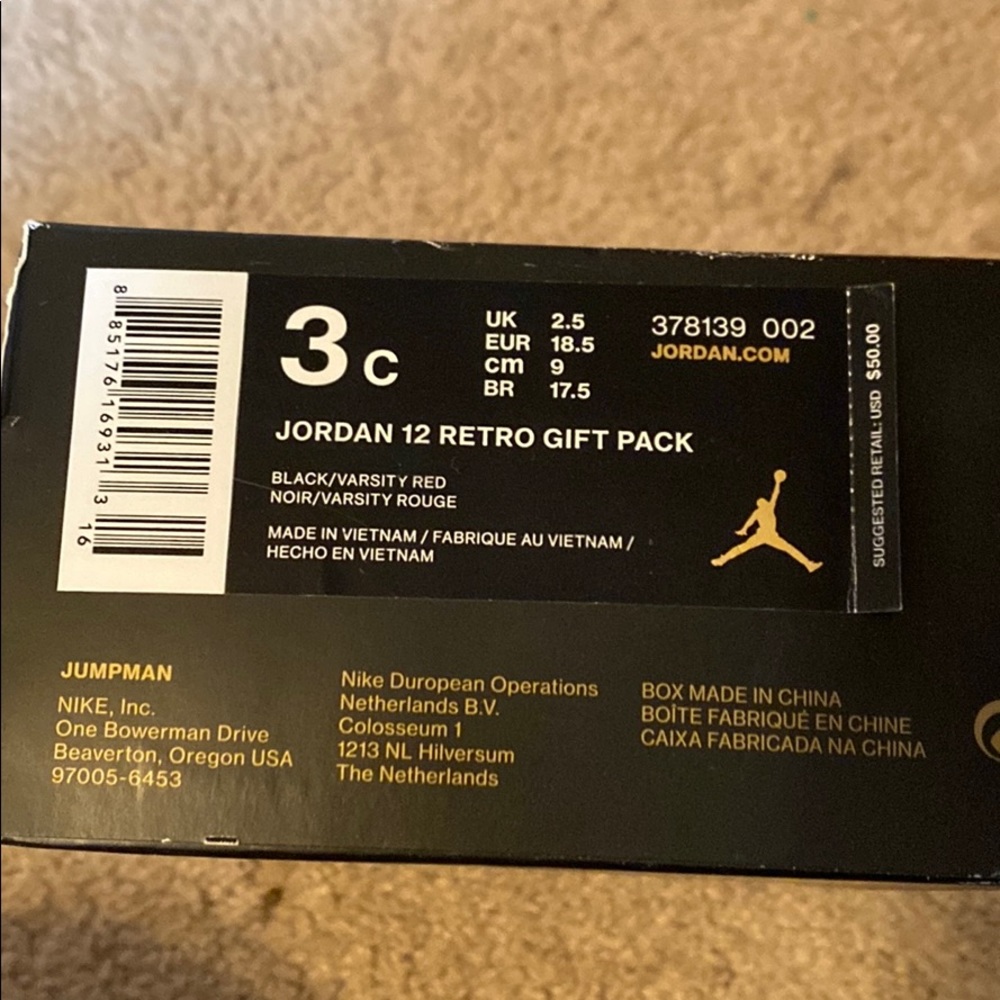 8 85176 16931 3 16
3 C
UK 2.5
EUR 18.5
cm 9
BR 17.5
378139 002
JORDAN.COM
JORDAN 12 RETRO GIFT PACK
BLACK/VARSITY RED
NOIR/VARSITY ROUGE
MADE IN VIETNAM / FABRIQUE AU VIETNAM /
HECHO EN VIETNAM
SUGGESTED RETAIL: USD $50.00
JUMPMAN
NIKE, Inc.
One Bowerman Drive
Beaverton, Oregon USA
97005-6453
Nike Duropean Operations
Netherlands B.V.
Colosseum 1
1213 NL Hilversum
The Netherlands
BOX MADE IN CHINA
BOÎTE FABRIQUÉ EN CHINE
CAIXA FABRICADA NA CHINA